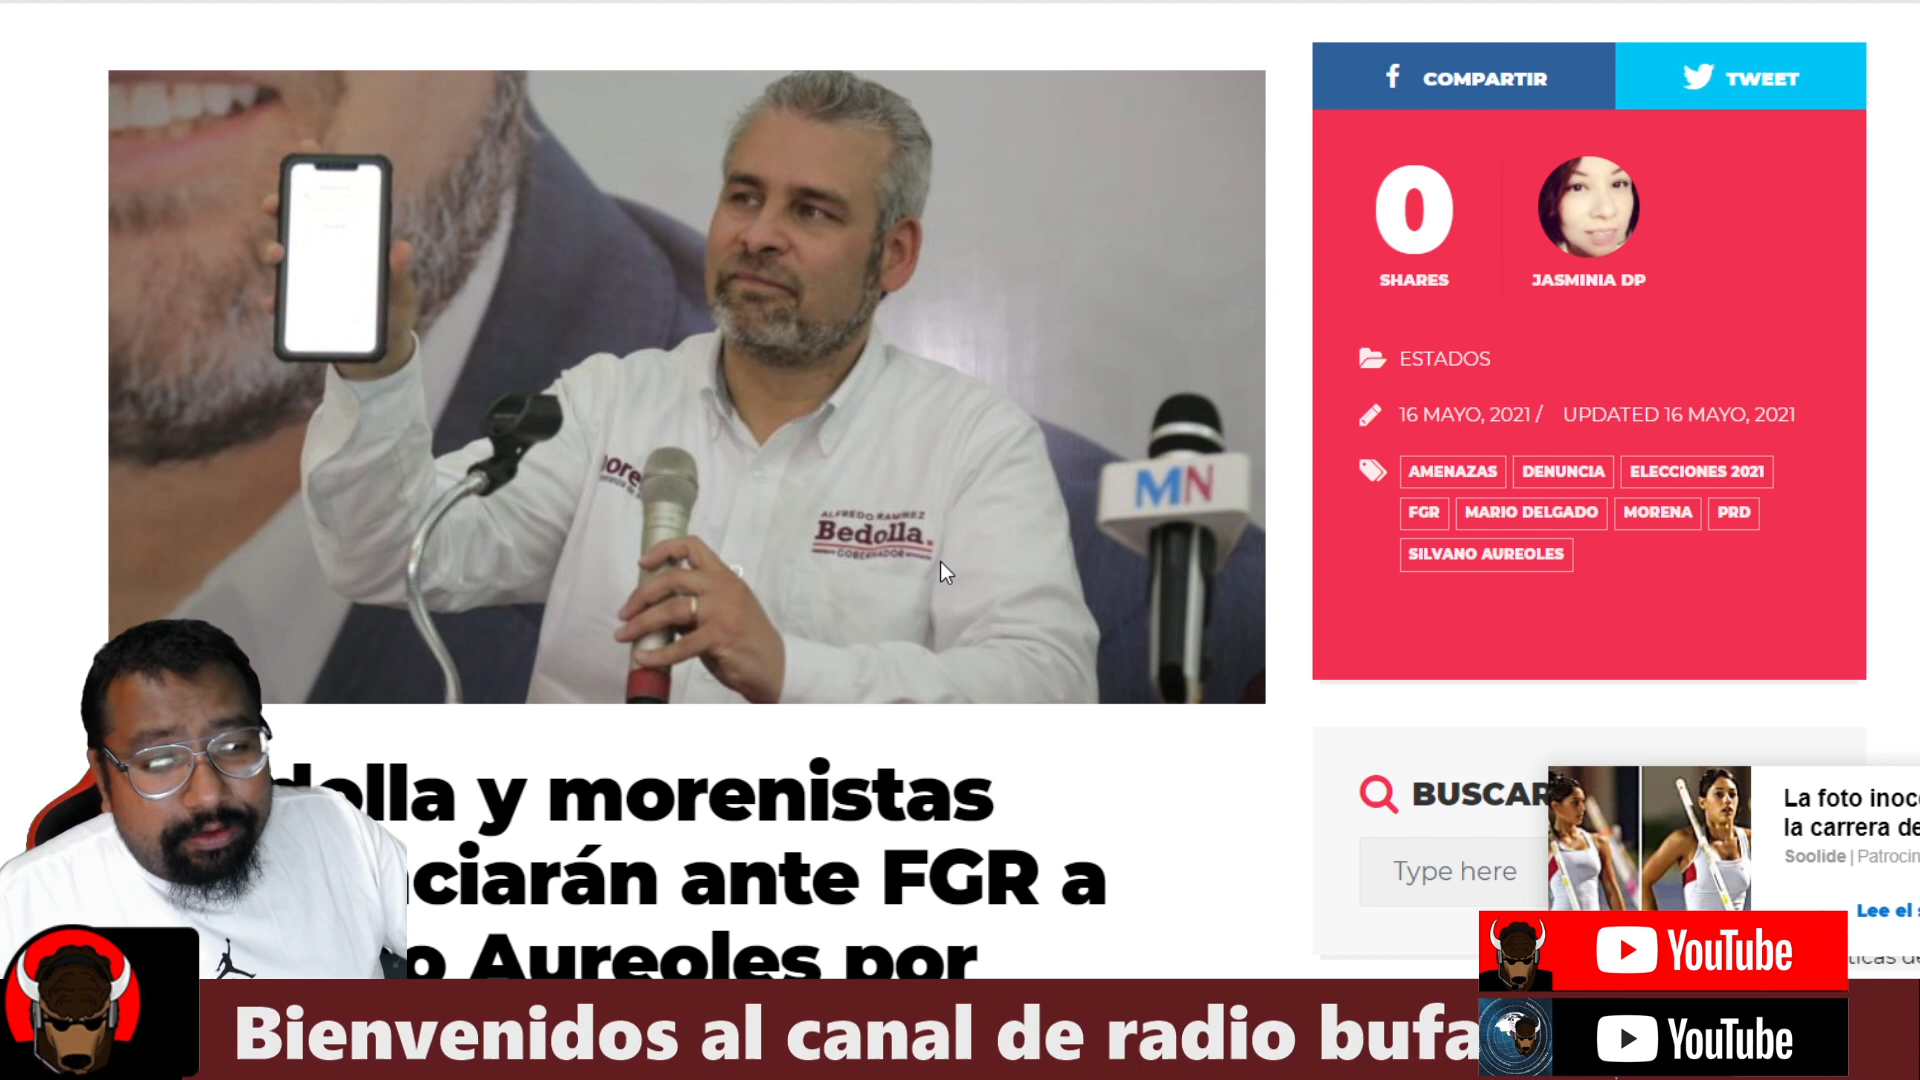 COMPARTIR
TWEET
0
SHARES
JASMINIA DP
ESTADOS
16 MAYO, 2021 / UPDATED 16 MAYO, 2021
AMENAZAS DENUNCIA ELECCIONES 2021
FGR MARIO DELGADO MORENA PRD
SILVANO AUREOLES
MN
ALFREDO RAMIREZ
Bedolla.
GOBERNADOR
dolla y morenistas
nciarán ante FGR a
o Aureoles por
BUSCAR
Type here
La foto inoc
la carrera de
Soolide | Patrocin
Lee el s
YouTube
YouTube
Bienvenidos al canal de radio bufa